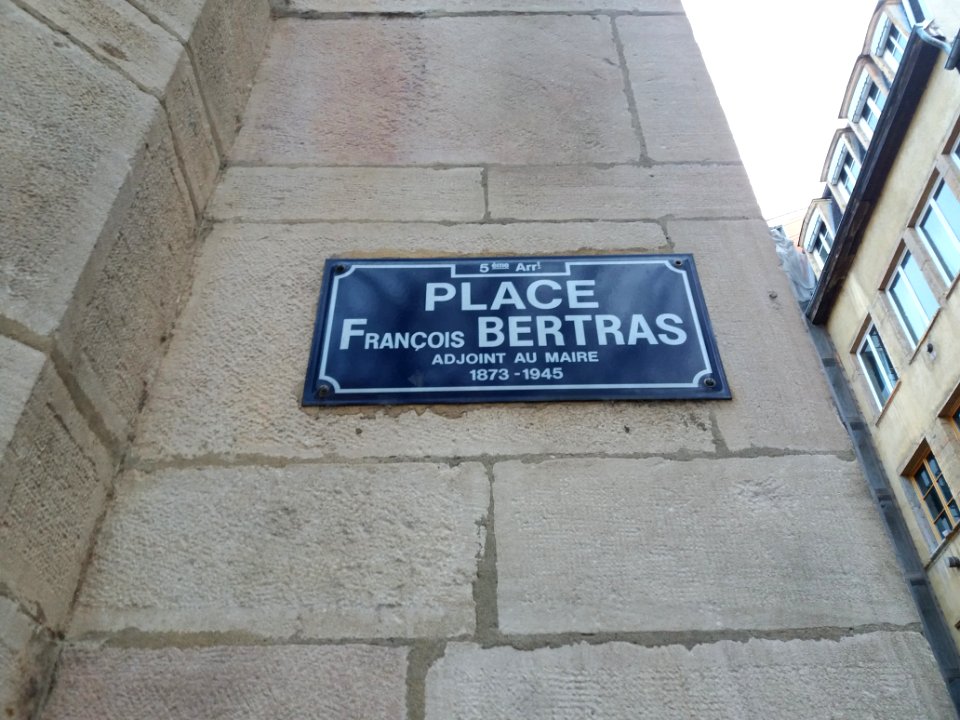 5ème Arrt
PLACE
FRANÇOIS BERTRAS
ADJOINT AU MAIRE
1873 - 1945